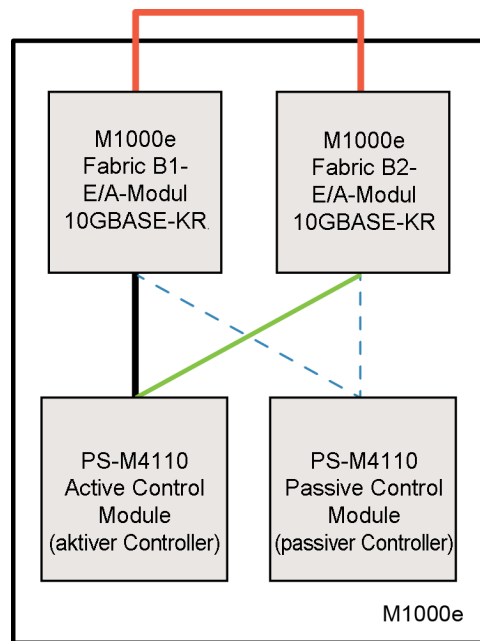 M1000e
Fabric B1-
E/A-Modul
10GBASE-KR.
M1000e
Fabric B2-
E/A-Modul
10GBASE-KR
PS-M4110
Active Control
Module
(aktiver Controller)
PS-M4110
Passive Control
Module
(passiver Controller)
M1000e